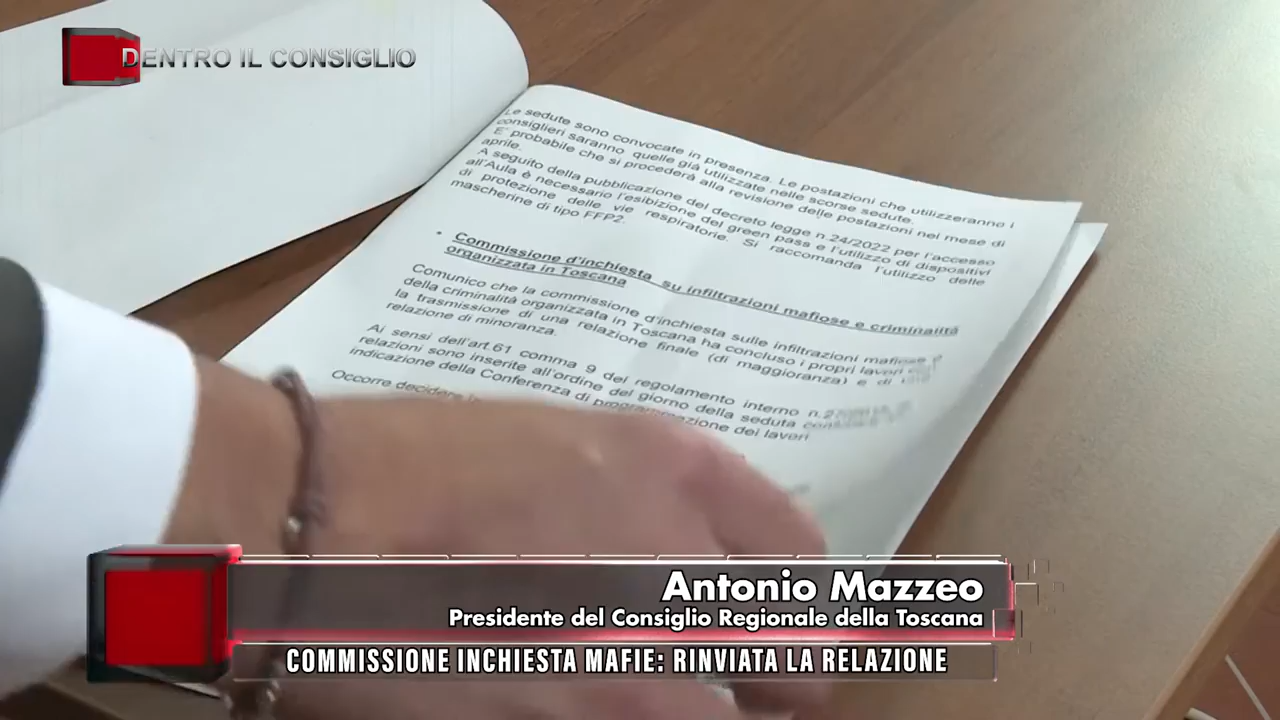 DENTRO IL CONSIGLIO
Le sedute sono convocate in presenza. Le postazioni che utilizzeranno i
consiglieri saranno quelle già utilizzate nelle scorse sedute.
E' probabile che si procederà alla revisione delle postazioni nel mese di
aprile.
A seguito della pubblicazione del decreto legge n.24/2022 per l'accesso
all'Aula è necessario l'esibizione del green pass e l'utilizzo di dispositivi
di protezione delle vie respiratorie. Si raccomanda l'utilizzo delle
mascherine di tipo FFP2.
• Commissione d'inchiesta su infiltrazioni mafiose e criminalità
organizzata in Toscana
Comunico che la commissione d'inchiesta sulle infiltrazioni mafiose e
della criminalità organizzata in Toscana ha concluso i propri lavori
la trasmissione di una relazione finale (di maggioranza) e di
relazione di minoranza.
Ai sensi dell'art.61 comma 9 del regolamento interno
relazioni sono inserite all'ordine del giorno della seduta
indicazione della Conferenza di programmazione dei lavori
Occorre decidere
Antonio Mazzeo
Presidente del Consiglio Regionale della Toscana
COMMISSIONE INCHIESTA MAFIE: RINVIATA LA RELAZIONE